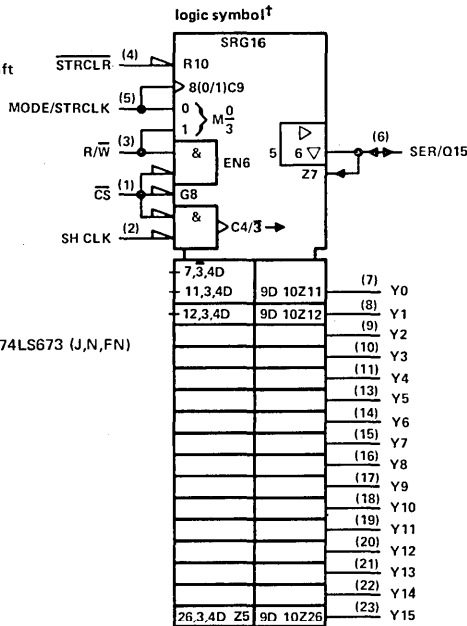 logic symbol†
SRG16
ft
STRCLR (4) R10
8(0/1)C9
MODE/STRCLK (5) 0
1 } M 0/3
R/W (3) & EN6
CS (1) G8
& C4/3 →
SH CLK (2)
5 6 ▽ (6) SER/Q15
Z7
7,3,4D
11,3,4D 9D 10Z11 (7) Y0
12,3,4D 9D 10Z12 (8) Y1
(9) Y2
74LS673 (J,N,FN)
(10) Y3
(11) Y4
(13) Y5
(14) Y6
(15) Y7
(16) Y8
(17) Y9
(18) Y10
(19) Y11
(20) Y12
(21) Y13
(22) Y14
26,3,4D Z5 9D 10Z26 (23) Y15